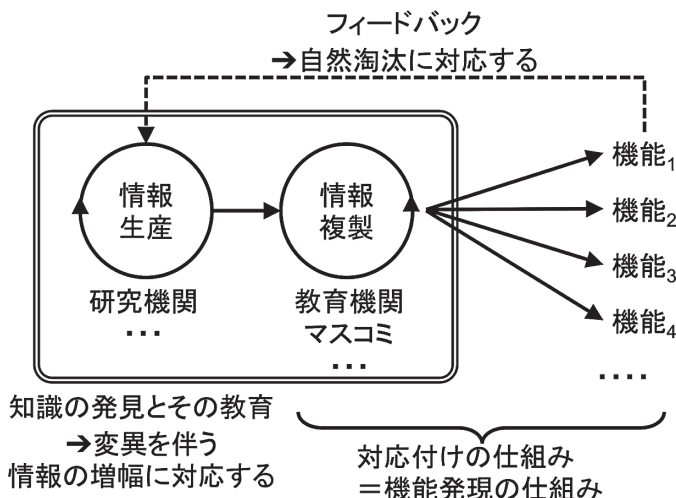 フィードバック
➔自然淘汰に対応する
情報
生産
情報
複製
研究機関
･･･
教育機関
マスコミ
･･･
機能1
機能2
機能3
機能4
････
知識の発見とその教育
➔変異を伴う
情報の増幅に対応する
対応付けの仕組み
＝機能発現の仕組み